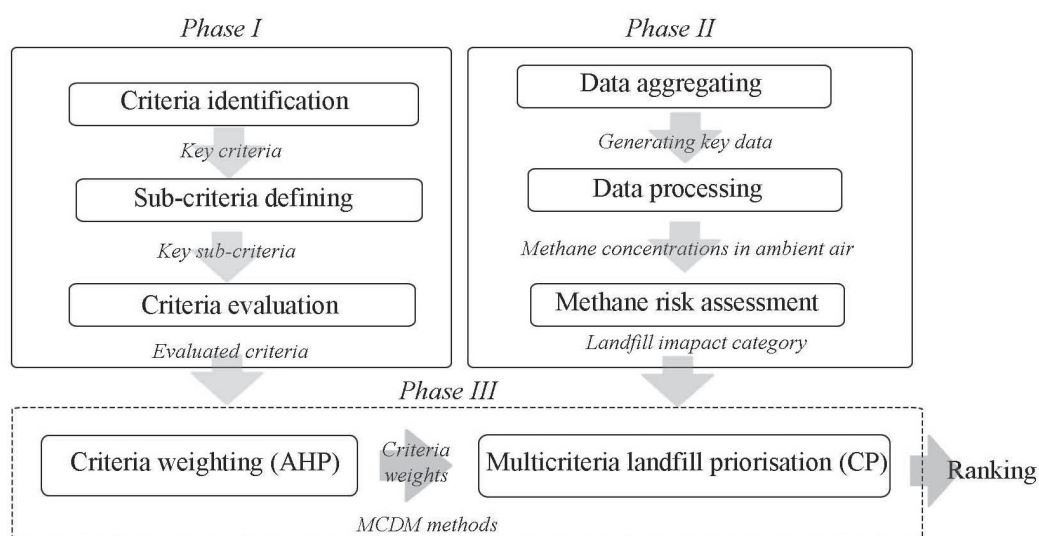 Phase I
Criteria identification
Key criteria
Sub-criteria defining
Key sub-criteria
Criteria evaluation
Evaluated criteria
Phase II
Data aggregating
Generating key data
Data processing
Methane concentrations in ambient air
Methane risk assessment
Landfill imapact category
Phase III
Criteria weighting (AHP)
Criteria
weights
Multicriteria landfill priorisation (CP)
Ranking
MCDM methods